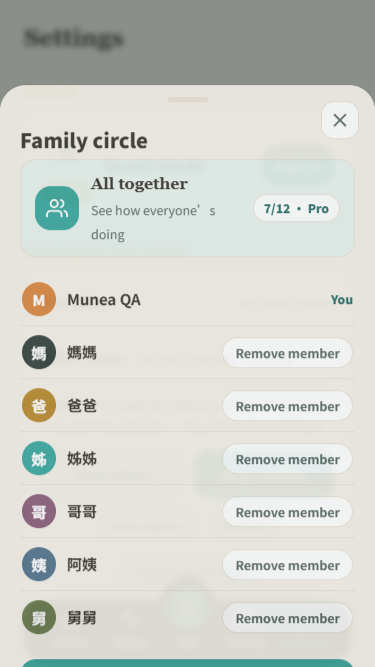 Settings
Family circle
All together
See how everyone’s
doing
7/12 • Pro
M Munea QA You
媽 媽媽 Remove member
爸 爸爸 Remove member
姊 姊姊 Remove member
哥 哥哥 Remove member
姨 阿姨 Remove member
舅 舅舅 Remove member